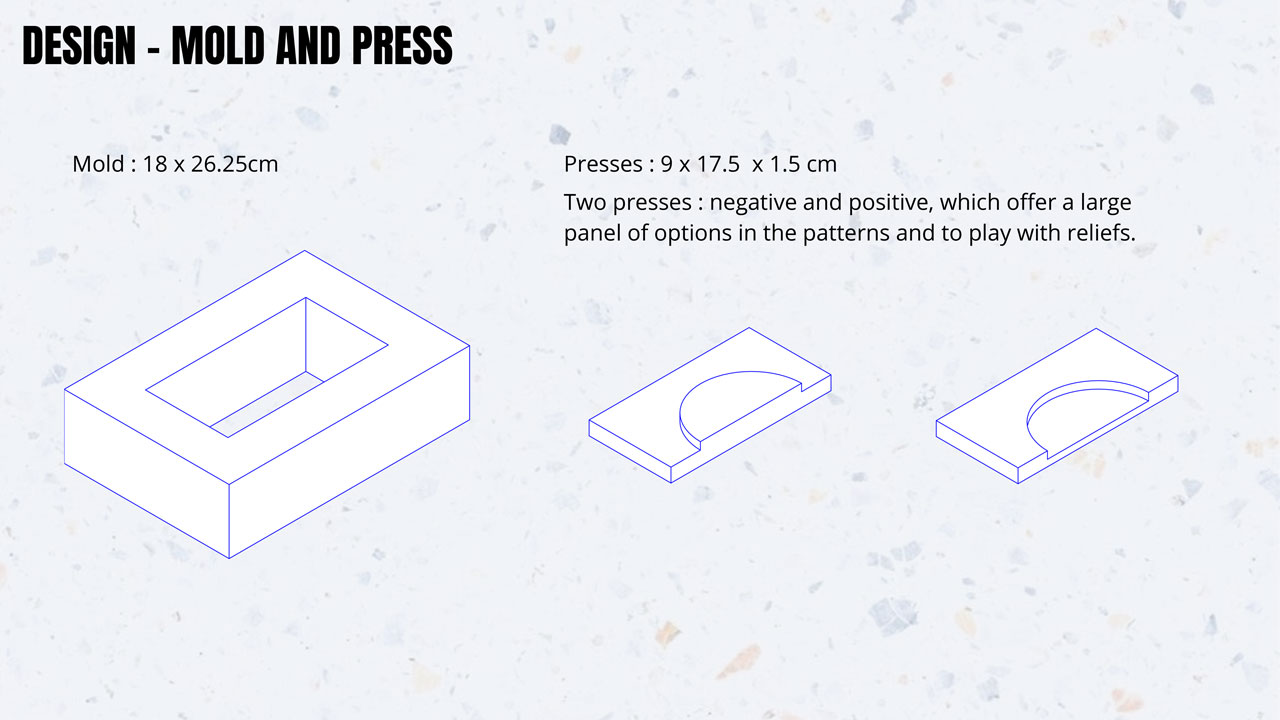 DESIGN - MOLD AND PRESS
Mold : 18 x 26.25cm
Presses : 9 x 17.5  x 1.5 cm
Two presses : negative and positive, which offer a large
panel of options in the patterns and to play with reliefs.